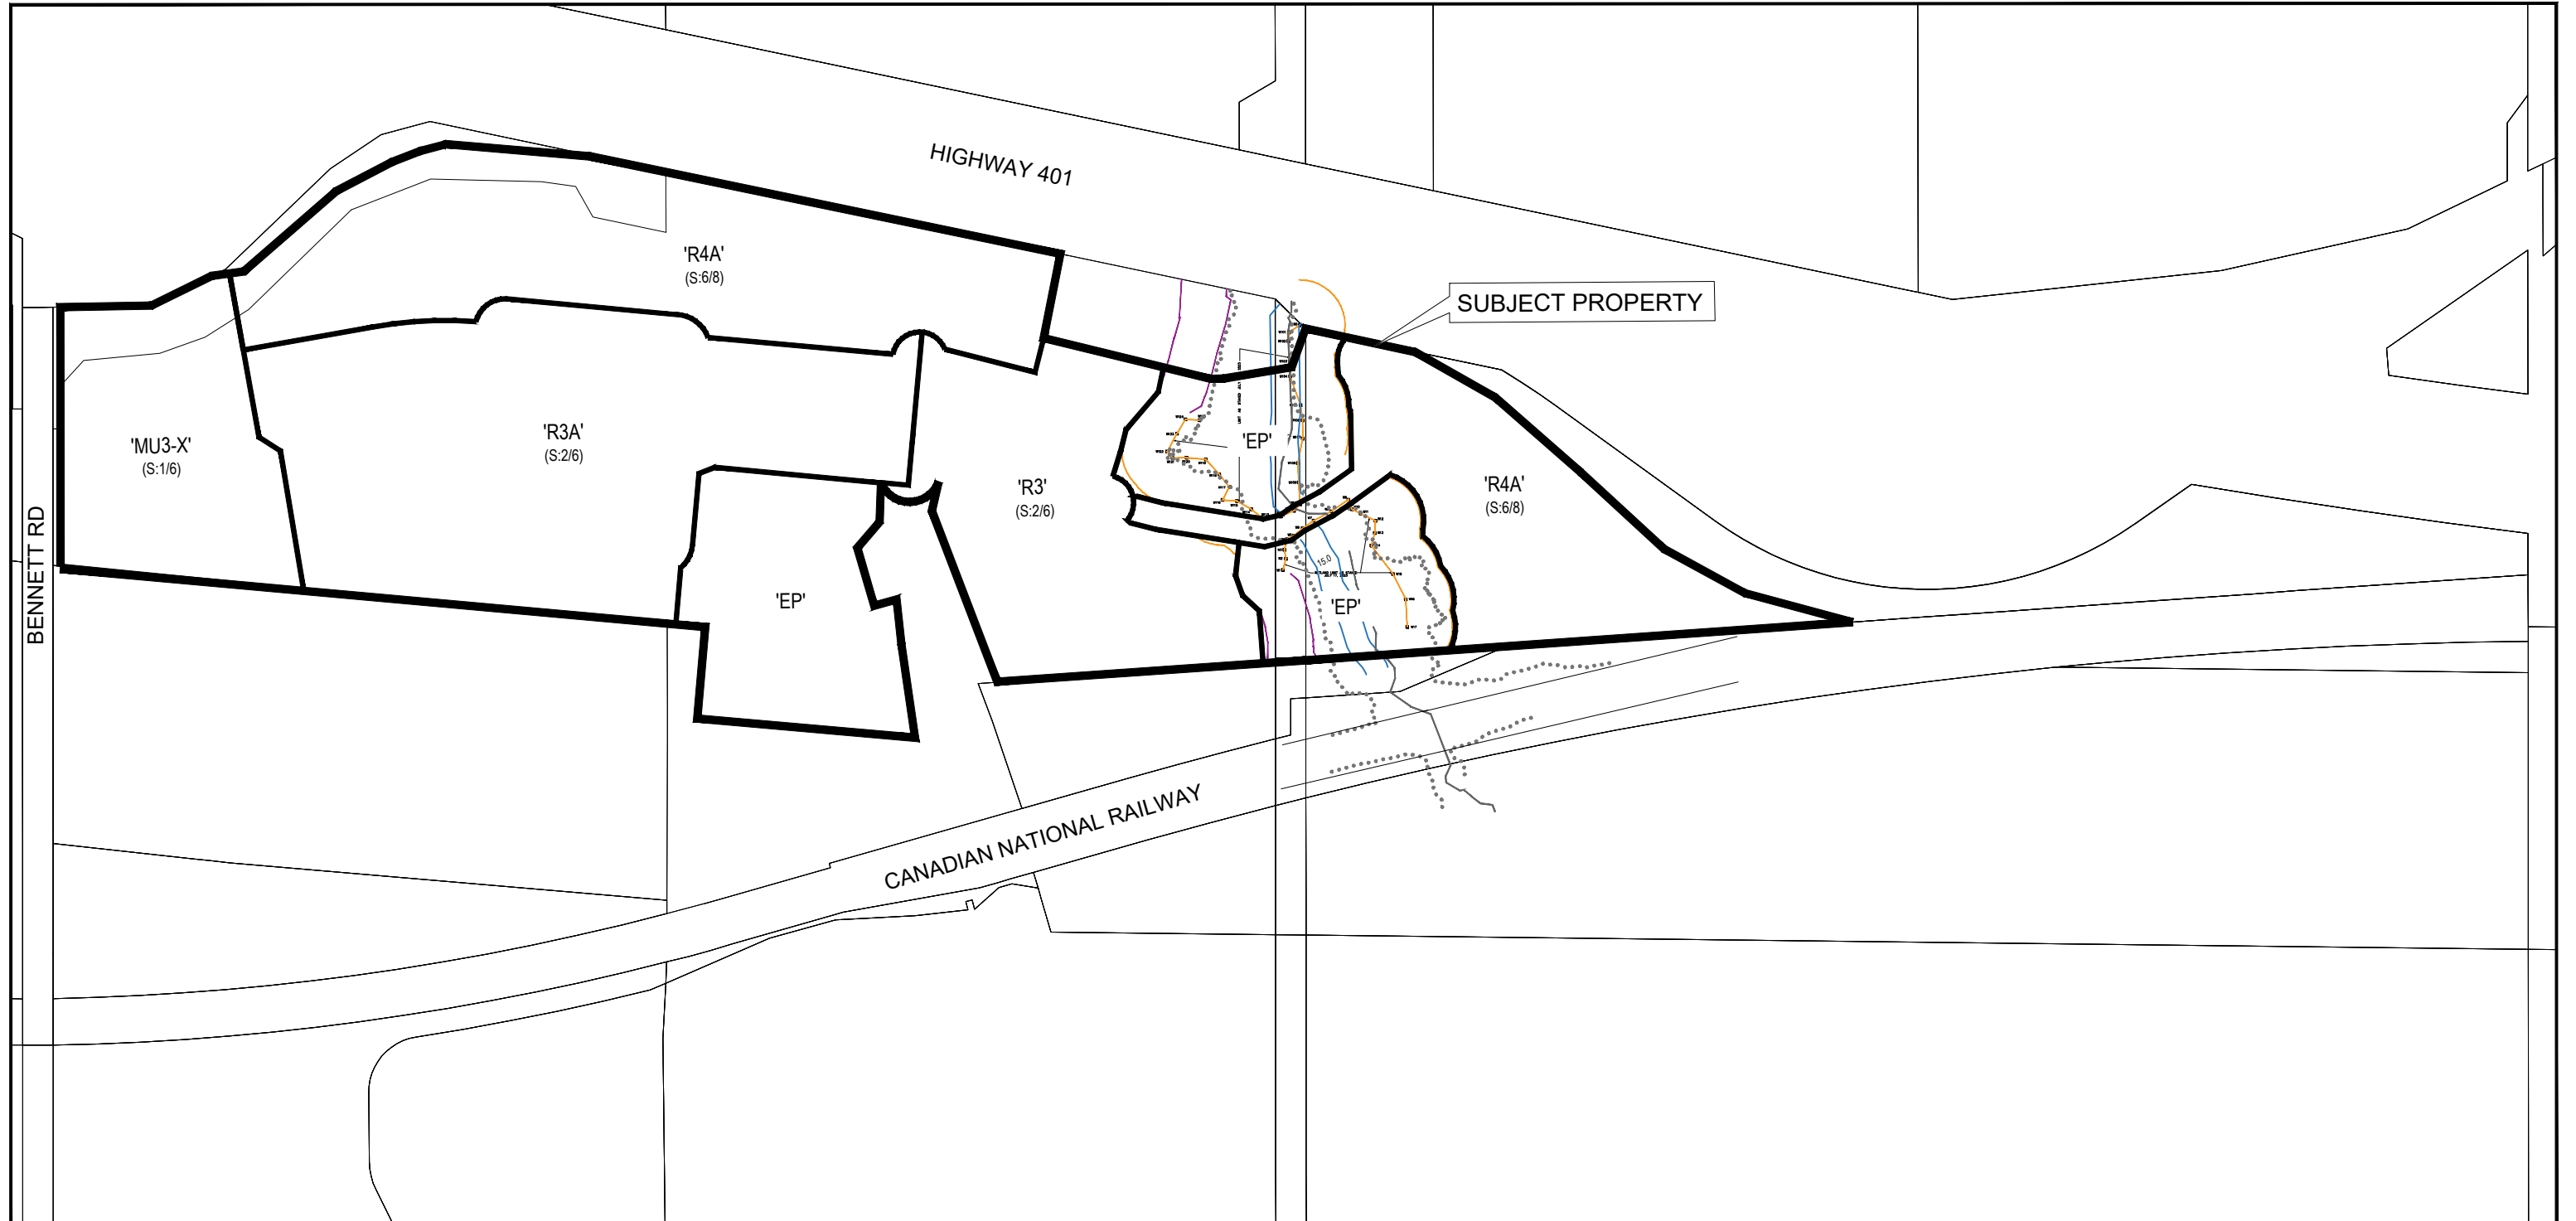 HIGHWAY 401
'R4A'
(S:6/8)
SUBJECT PROPERTY
'MU3-X'
(S:1/6)
'R3A'
(S:2/6)
'EP'
'R3'
(S:2/6)
'R4A'
(S:6/8)
BENNETT RD
15.0
'EP'
'EP'
CANADIAN NATIONAL RAILWAY